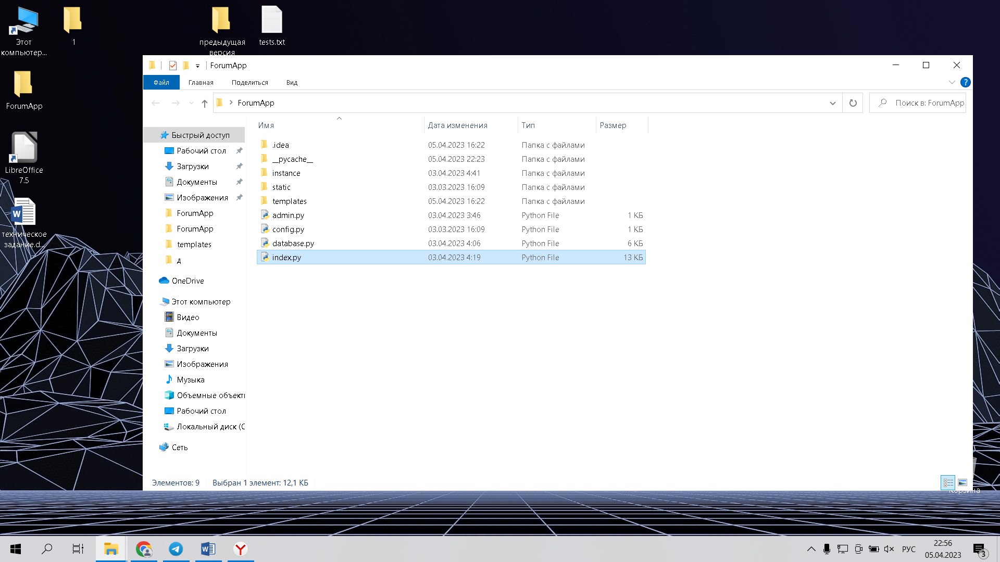 Этот
компьютер...
1
предыдущая
версия
tests.txt
ForumApp
LibreOffice
7.5
техническое
задание.d...
ForumApp
Файл
Главная
Поделиться
Вид
?
ForumApp
Поиск в: ForumApp
Имя
Дата изменения
Тип
Размер
.idea 05.04.2023 16:22 Папка с файлами
__pycache__ 05.04.2023 22:23 Папка с файлами
instance 03.04.2023 4:41 Папка с файлами
static 03.03.2023 16:09 Папка с файлами
templates 05.04.2023 16:22 Папка с файлами
admin.py 03.04.2023 3:46 Python File 1 КБ
config.py 03.03.2023 16:09 Python File 1 КБ
database.py 03.04.2023 4:06 Python File 6 КБ
index.py 03.04.2023 4:19 Python File 13 КБ
Быстрый доступ
Рабочий стол
Загрузки
Документы
Изображения
ForumApp
ForumApp
templates
д
OneDrive
Этот компьютер
Видео
Документы
Загрузки
Изображения
Музыка
Объемные объекты
Рабочий стол
Локальный диск (C
Сеть
Элементов: 9
Выбран 1 элемент: 12,1 КБ
Корзина
РУС
22:56
05.04.2023
3